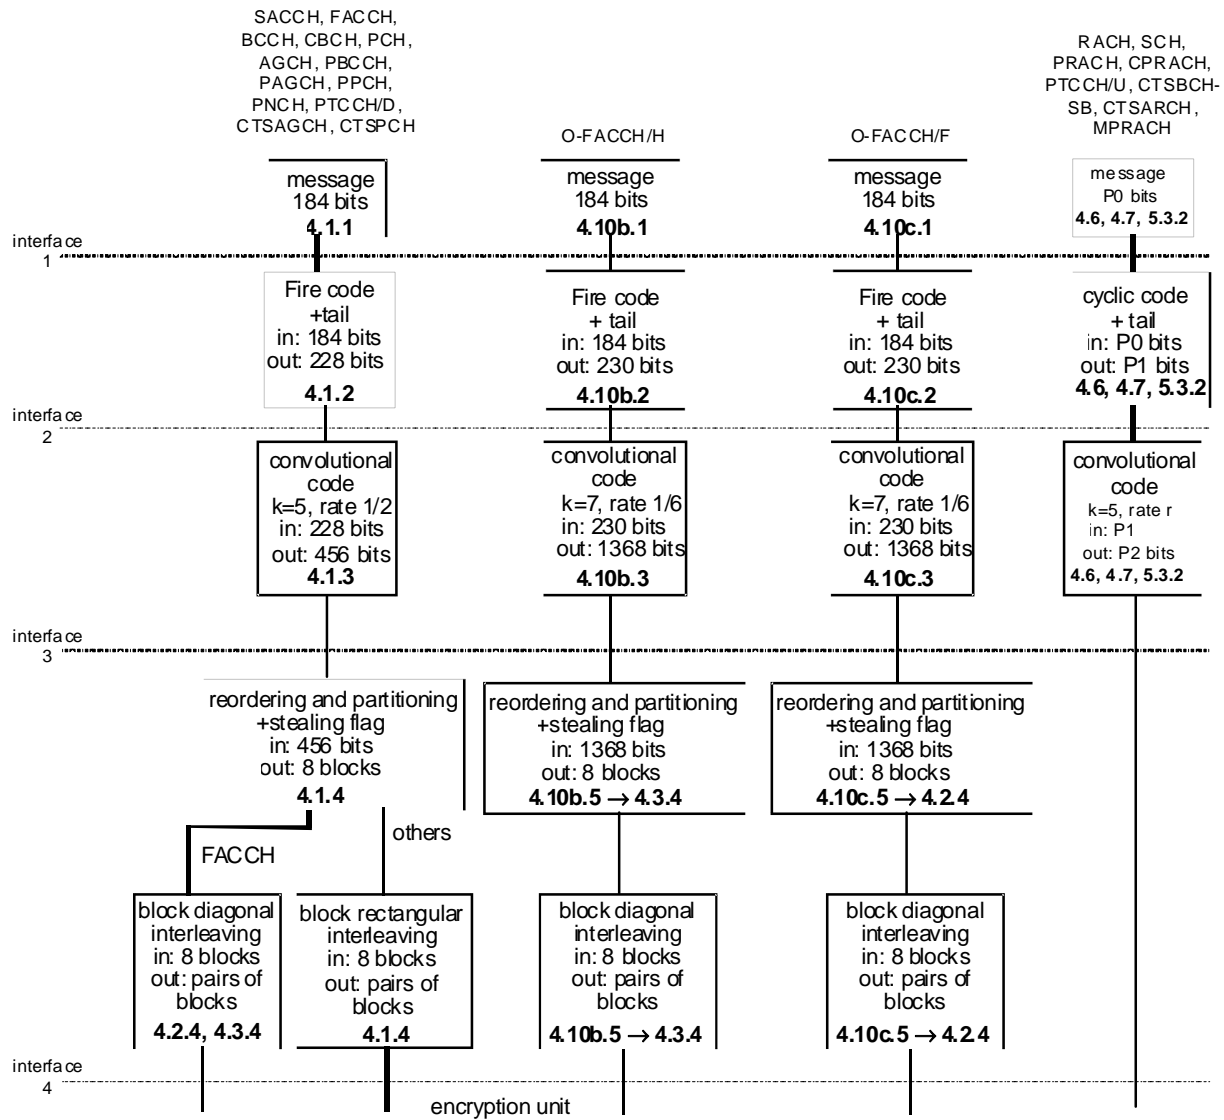 SACCH, FACCH,
BCCH, CBCH, PCH,
AGCH, PBCCH,
PAGCH, PPCH,
PNCH, PTCCH/D,
CTSAGCH, CTSPCH
O-FACCH/H
O-FACCH/F
RACH, SCH,
PRACH, CPRACH,
PTCCH/U, CTSBCH-
SB, CTSARCH,
MPRACH
message
184 bits
4.1.1
message
184 bits
4.10b.1
message
184 bits
4.10c.1
message
P0 bits
4.6, 4.7, 5.3.2
interface
1
Fire code
+tail
in: 184 bits
out: 228 bits
4.1.2
Fire code
+ tail
in: 184 bits
out: 230 bits
4.10b.2
Fire code
+ tail
in: 184 bits
out: 230 bits
4.10c.2
cyclic code
+ tail
in: P0 bits
out: P1 bits
4.6, 4.7, 5.3.2
interface
2
convolutional
code
k=5, rate 1/2
in: 228 bits
out: 456 bits
4.1.3
convolutional
code
k=7, rate 1/6
in: 230 bits
out: 1368 bits
4.10b.3
convolutional
code
k=7, rate 1/6
in: 230 bits
out: 1368 bits
4.10c.3
convolutional
code
k=5, rate r
in: P1
out: P2 bits
4.6, 4.7, 5.3.2
interface
3
reordering and partitioning
+stealing flag
in: 456 bits
out: 8 blocks
4.1.4
reordering and partitioning
+stealing flag
in: 1368 bits
out: 8 blocks
4.10b.5 → 4.3.4
reordering and partitioning
+stealing flag
in: 1368 bits
out: 8 blocks
4.10c.5 → 4.2.4
FACCH
others
block diagonal
interleaving
in: 8 blocks
out: pairs of
blocks
4.2.4, 4.3.4
block rectangular
interleaving
in: 8 blocks
out: pairs of
blocks
4.1.4
block diagonal
interleaving
in: 8 blocks
out: pairs of
blocks
4.10b.5 → 4.3.4
block diagonal
interleaving
in: 8 blocks
out: pairs of
blocks
4.10c.5 → 4.2.4
interface
4
encryption unit